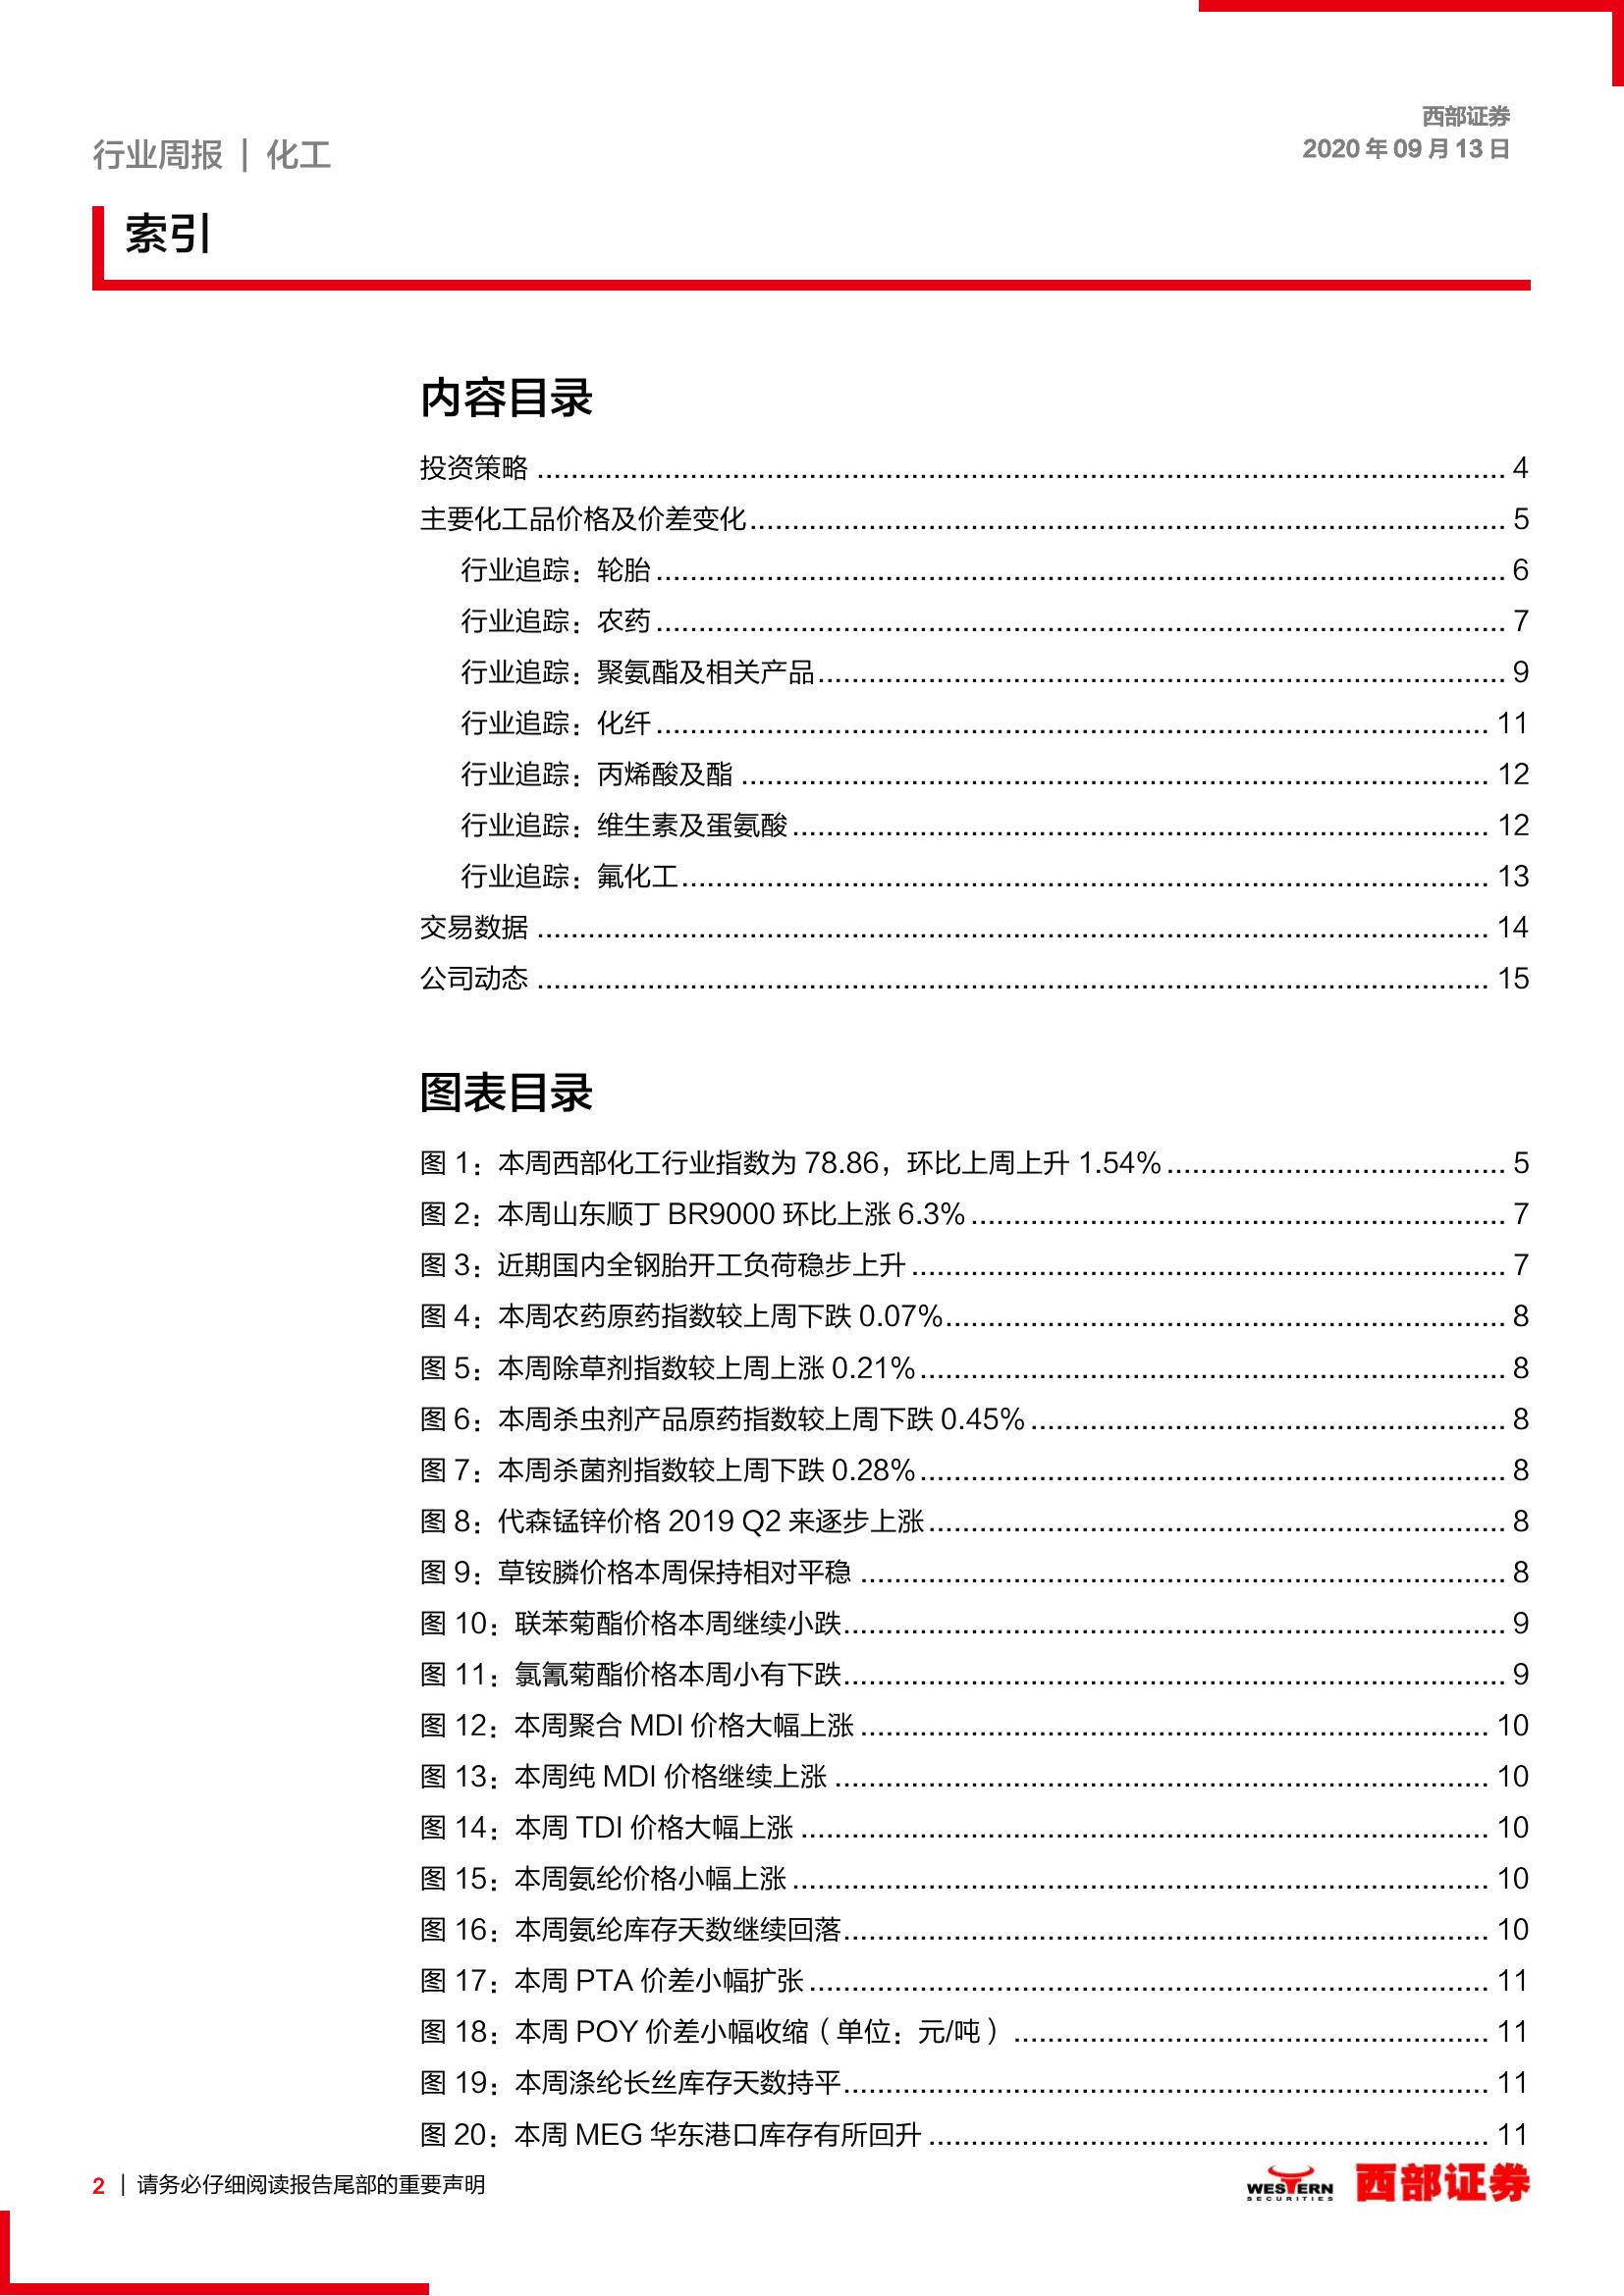 西部证券
行业周报 | 化工
2020 年 09 月 13 日
索引
内容目录
投资策略 ........ 4
主要化工品价格及价差变化 ........ 5
行业追踪：轮胎 ........ 6
行业追踪：农药 ........ 7
行业追踪：聚氨酯及相关产品 ........ 9
行业追踪：化纤 ........ 11
行业追踪：丙烯酸及酯 ........ 12
行业追踪：维生素及蛋氨酸 ........ 12
行业追踪：氟化工 ........ 13
交易数据 ........ 14
公司动态 ........ 15
图表目录
图 1：本周西部化工行业指数为 78.86，环比上周上升 1.54% ........ 5
图 2：本周山东顺丁 BR9000 环比上涨 6.3% ........ 7
图 3：近期国内全钢胎开工负荷稳步上升 ........ 7
图 4：本周农药原药指数较上周下跌 0.07% ........ 8
图 5：本周除草剂指数较上周上涨 0.21% ........ 8
图 6：本周杀虫剂产品原药指数较上周下跌 0.45% ........ 8
图 7：本周杀菌剂指数较上周下跌 0.28% ........ 8
图 8：代森锰锌价格 2019 Q2 来逐步上涨 ........ 8
图 9：草铵膦价格本周保持相对平稳 ........ 8
图 10：联苯菊酯价格本周继续小跌 ........ 9
图 11：氯氰菊酯价格本周小有下跌 ........ 9
图 12：本周聚合 MDI 价格大幅上涨 ........ 10
图 13：本周纯 MDI 价格继续上涨 ........ 10
图 14：本周 TDI 价格大幅上涨 ........ 10
图 15：本周氨纶价格小幅上涨 ........ 10
图 16：本周氨纶库存天数继续回落 ........ 10
图 17：本周 PTA 价差小幅扩张 ........ 11
图 18：本周 POY 价差小幅收缩（单位：元/吨） ........ 11
图 19：本周涤纶长丝库存天数持平 ........ 11
图 20：本周 MEG 华东港口库存有所回升 ........ 11
2 | 请务必仔细阅读报告尾部的重要声明
WESTERN
SECURITIES
西部证券